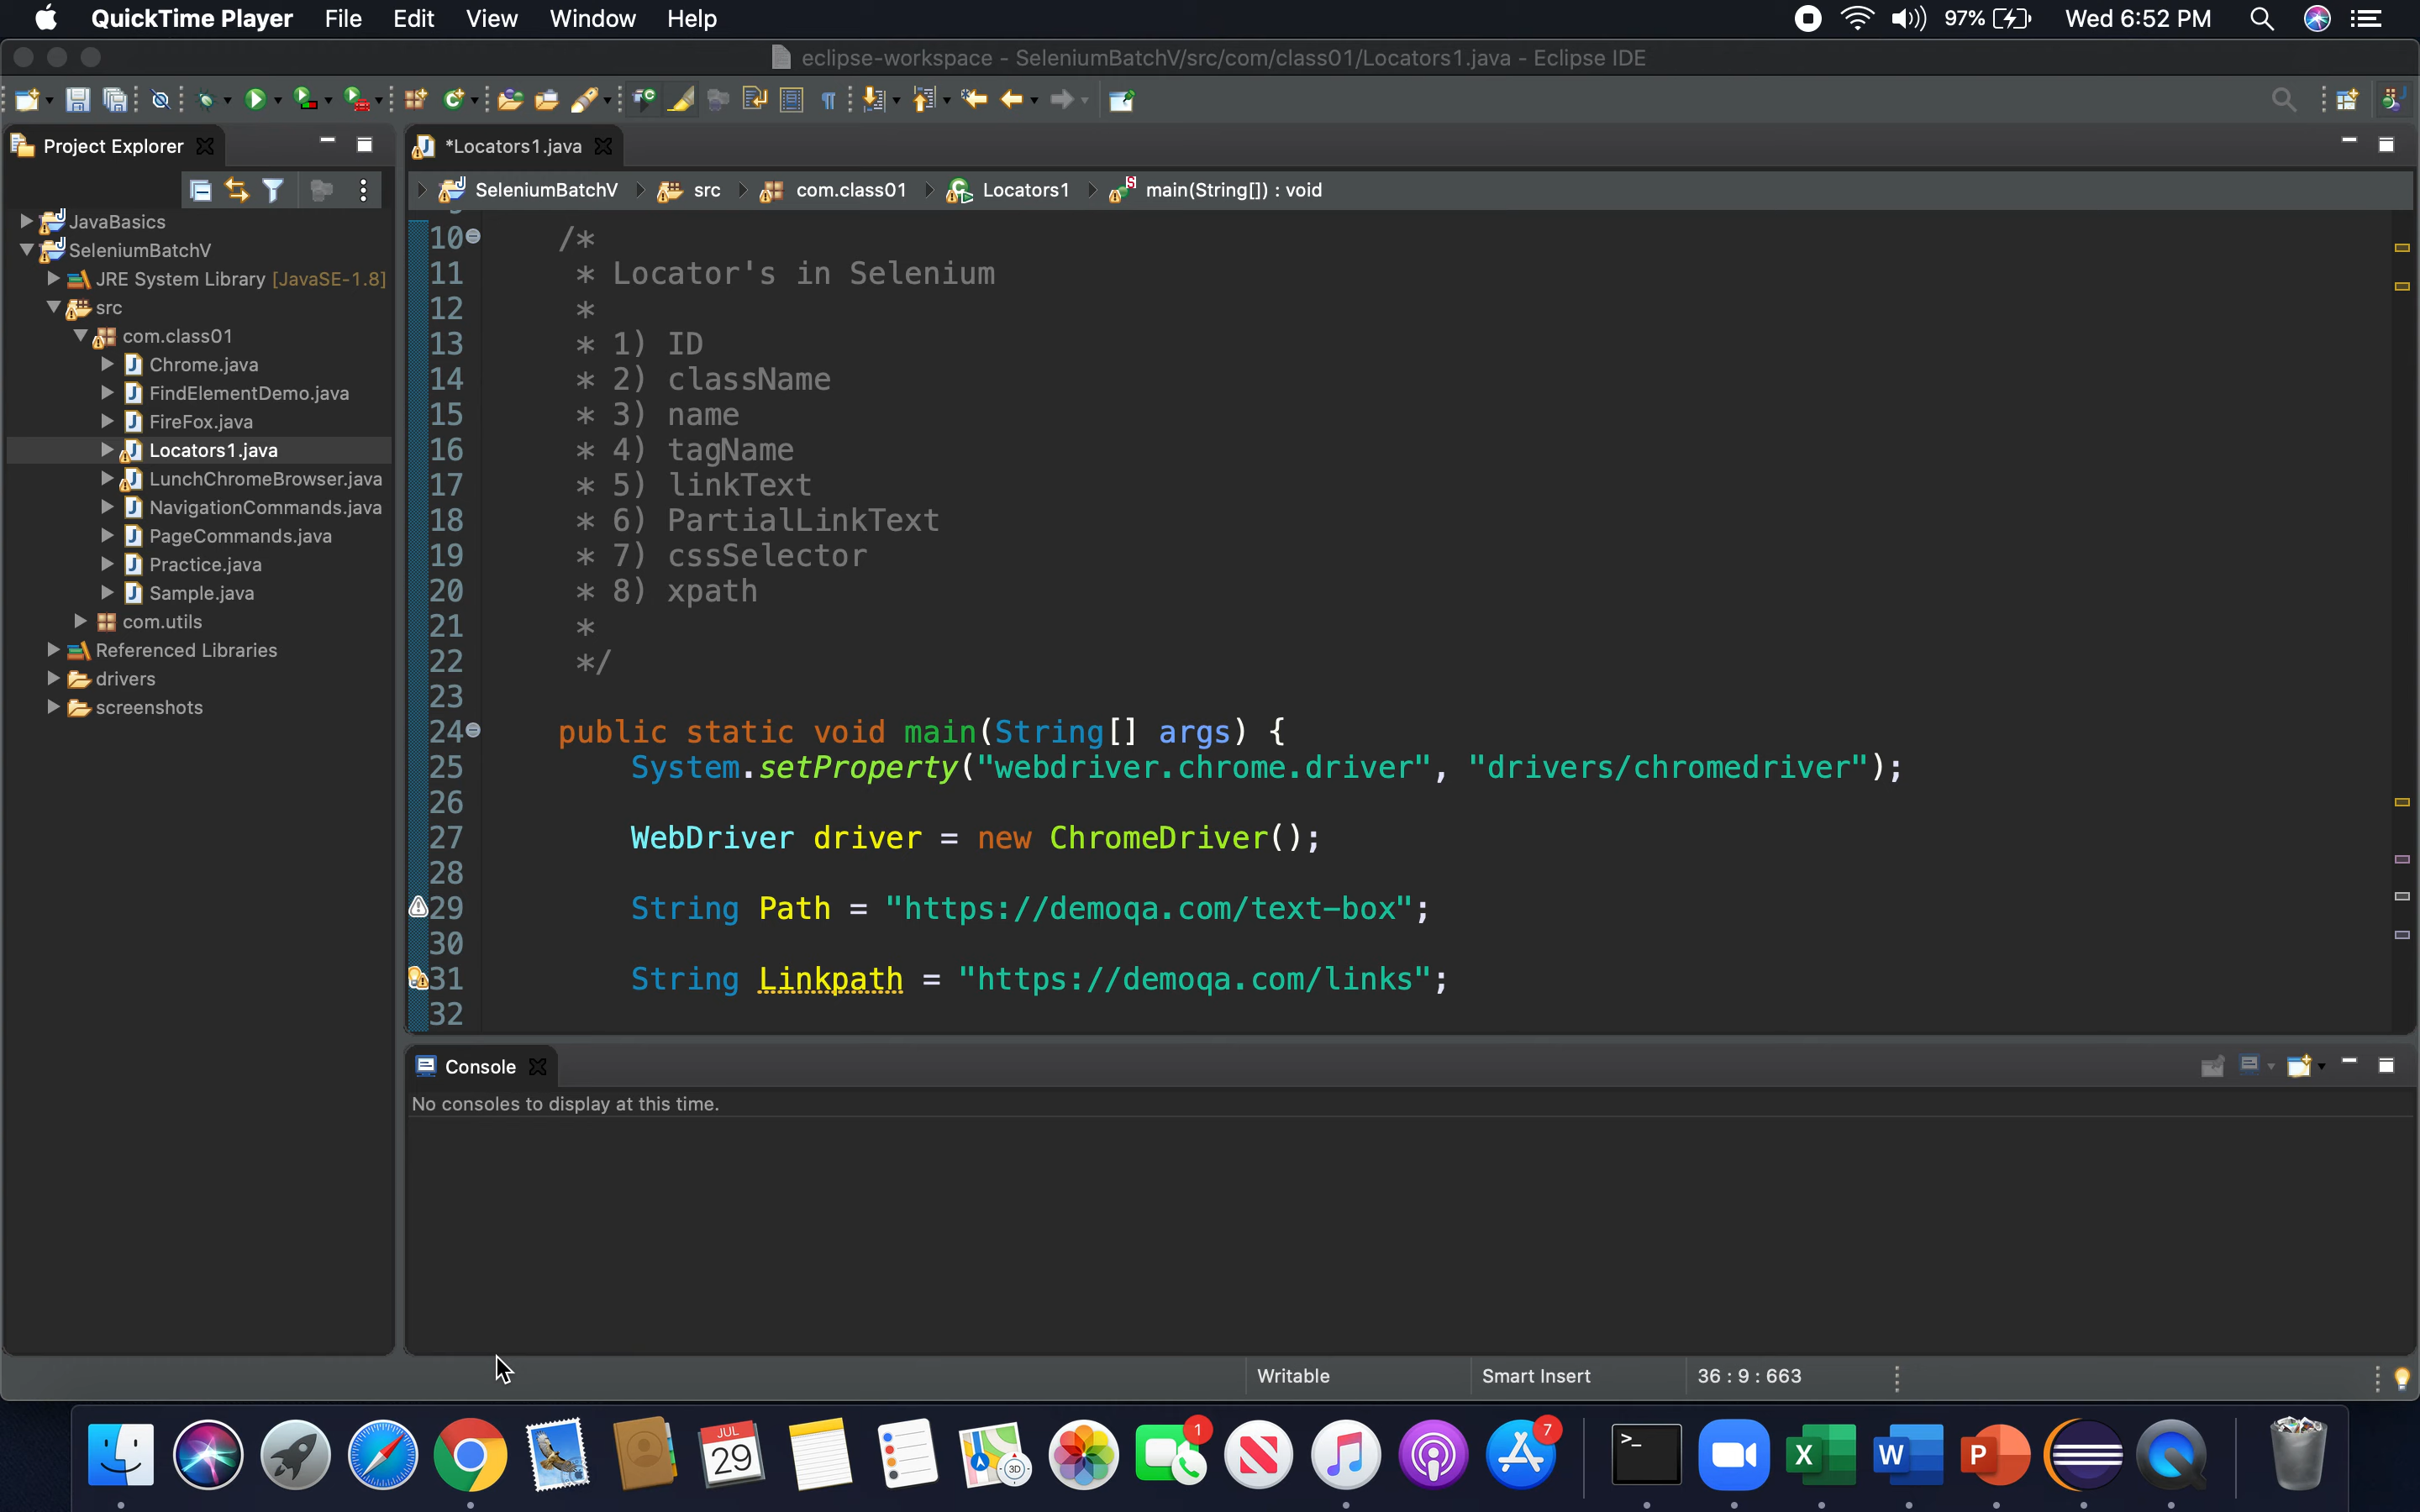 QuickTime Player File Edit View Window Help 97% Wed 6:52 PM
eclipse-workspace - SeleniumBatchV/src/com/class01/Locators1.java - Eclipse IDE
Project Explorer
JavaBasics
SeleniumBatchV
JRE System Library [JavaSE-1.8]
src
com.class01
Chrome.java
FindElementDemo.java
FireFox.java
Locators1.java
LunchChromeBrowser.java
NavigationCommands.java
PageCommands.java
Practice.java
Sample.java
com.utils
Referenced Libraries
drivers
screenshots
*Locators1.java
SeleniumBatchV src com.class01 Locators1 main(String[]) : void
10 /*
11 * Locator's in Selenium
12 *
13 * 1) ID
14 * 2) className
15 * 3) name
16 * 4) tagName
17 * 5) linkText
18 * 6) PartialLinkText
19 * 7) cssSelector
20 * 8) xpath
21 *
22 */
23
24 public static void main(String[] args) {
25 System.setProperty("webdriver.chrome.driver", "drivers/chromedriver");
26
27 WebDriver driver = new ChromeDriver();
28
29 String Path = "https://demoqa.com/text-box";
30
31 String Linkpath = "https://demoqa.com/links";
32
Console
No consoles to display at this time.
Writable Smart Insert 36 : 9 : 663
JUL
29
3D
1
7
>_
X
W
P